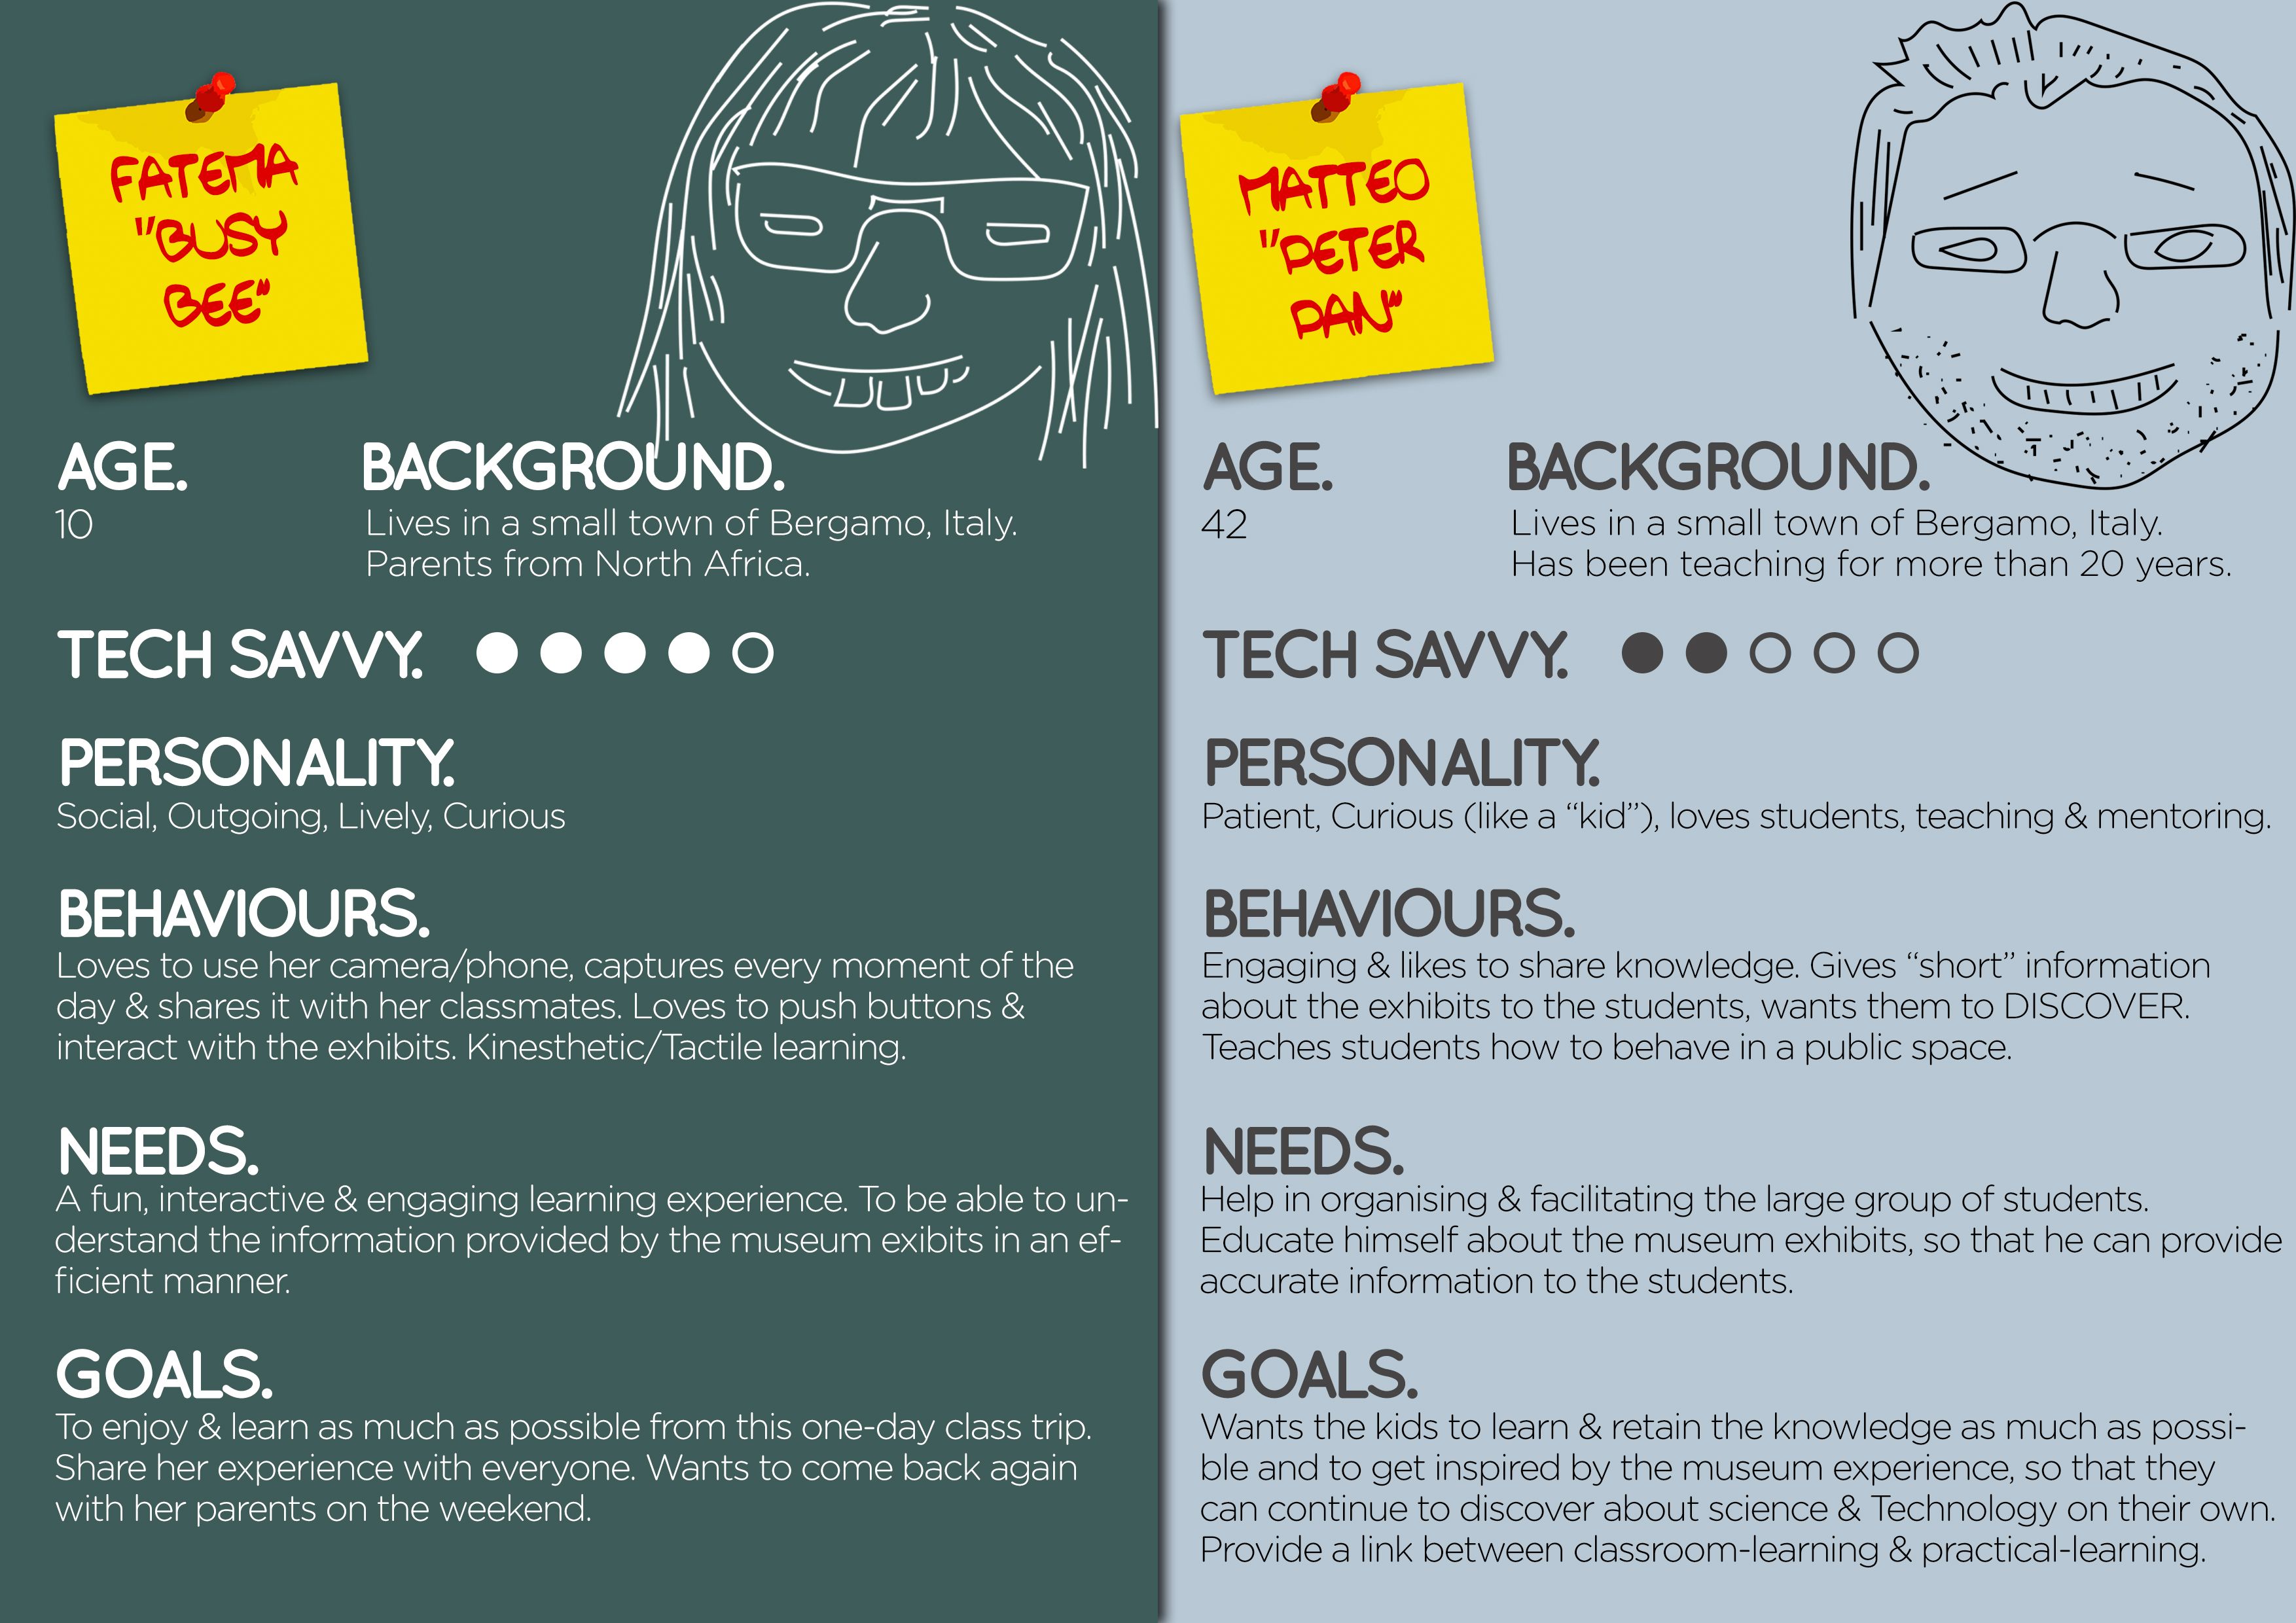 FATEMA
"BUSY
BEE"
AGE.
10
BACKGROUND.
Lives in a small town of Bergamo, Italy.
Parents from North Africa.
TECH SAVVY.
PERSONALITY.
Social, Outgoing, Lively, Curious
BEHAVIOURS.
Loves to use her camera/phone, captures every moment of the
day & shares it with her classmates. Loves to push buttons &
interact with the exhibits. Kinesthetic/Tactile learning.
NEEDS.
A fun, interactive & engaging learning experience. To be able to un-
derstand the information provided by the museum exibits in an ef-
ficient manner.
GOALS.
To enjoy & learn as much as possible from this one-day class trip.
Share her experience with everyone. Wants to come back again
with her parents on the weekend.
MATTEO
"PETER
PAN"
AGE.
42
BACKGROUND.
Lives in a small town of Bergamo, Italy.
Has been teaching for more than 20 years.
TECH SAVVY.
PERSONALITY.
Patient, Curious (like a “kid”), loves students, teaching & mentoring.
BEHAVIOURS.
Engaging & likes to share knowledge. Gives “short” information
about the exhibits to the students, wants them to DISCOVER.
Teaches students how to behave in a public space.
NEEDS.
Help in organising & facilitating the large group of students.
Educate himself about the museum exhibits, so that he can provide
accurate information to the students.
GOALS.
Wants the kids to learn & retain the knowledge as much as possi-
ble and to get inspired by the museum experience, so that they
can continue to discover about science & Technology on their own.
Provide a link between classroom-learning & practical-learning.